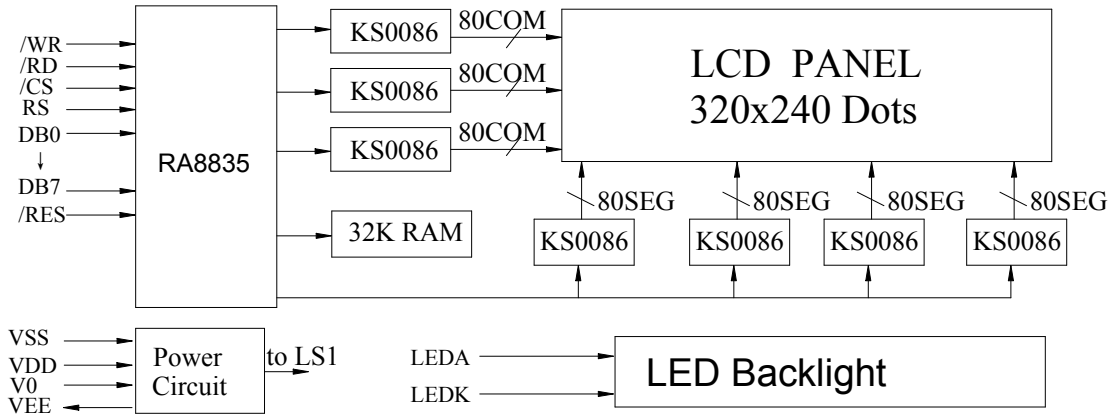 /WR
/RD
/CS
RS
DB0
DB7
/RES
RA8835
KS0086
80COM
KS0086
80COM
KS0086
80COM
32K RAM
LCD PANEL
320x240 Dots
80SEG
80SEG
80SEG
80SEG
KS0086
KS0086
KS0086
KS0086
VSS
VDD
V0
VEE
Power
Circuit
to LS1
LEDA
LEDK
LED Backlight